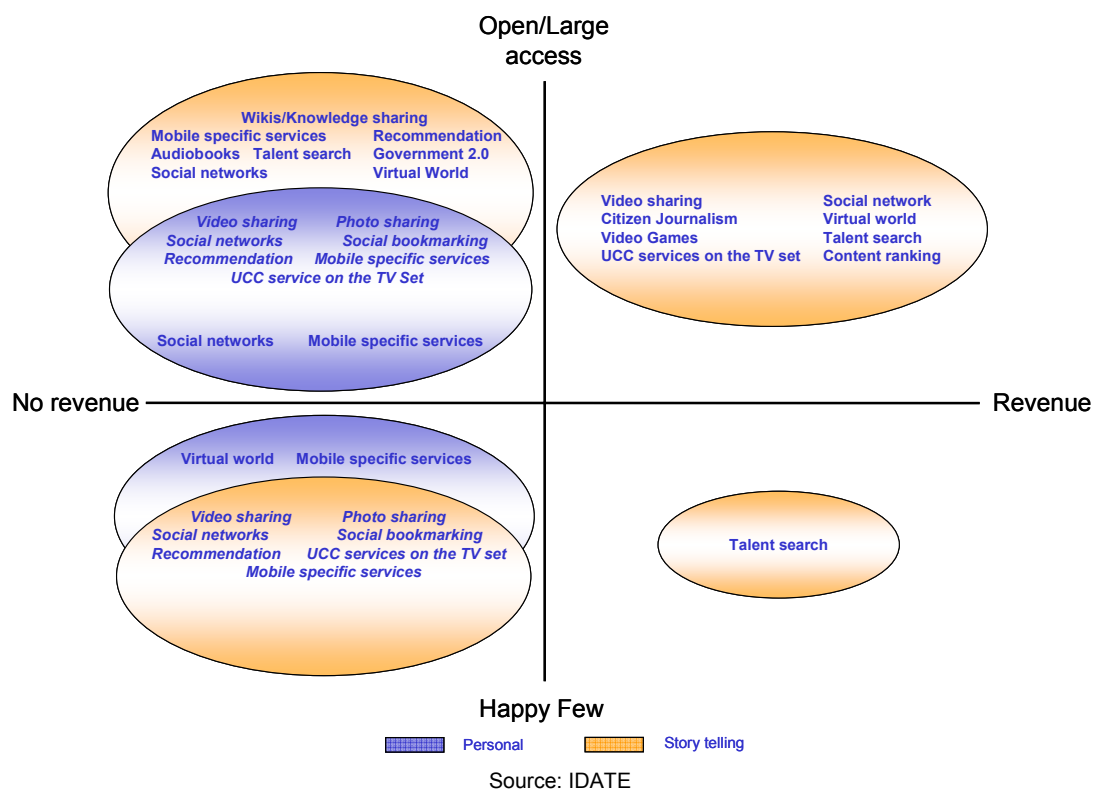 Open/Large
access
Wikis/Knowledge sharing
Mobile specific services Recommendation
Audiobooks Talent search Government 2.0
Social networks Virtual World
Video sharing Photo sharing
Social networks Social bookmarking
Recommendation Mobile specific services
UCC service on the TV Set
Social networks Mobile specific services
Video sharing Social network
Citizen Journalism Virtual world
Video Games Talent search
UCC services on the TV set Content ranking
No revenue
Revenue
Virtual world Mobile specific services
Video sharing Photo sharing
Social networks Social bookmarking
Recommendation UCC services on the TV set
Mobile specific services
Talent search
Happy Few
Personal Story telling
Source: IDATE